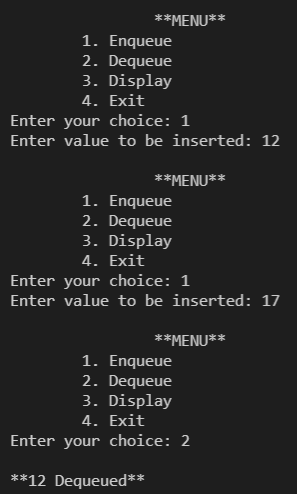 **MENU**
1. Enqueue
2. Dequeue
3. Display
4. Exit
Enter your choice: 1
Enter value to be inserted: 12
**MENU**
1. Enqueue
2. Dequeue
3. Display
4. Exit
Enter your choice: 1
Enter value to be inserted: 17
**MENU**
1. Enqueue
2. Dequeue
3. Display
4. Exit
Enter your choice: 2
**12 Dequeued**